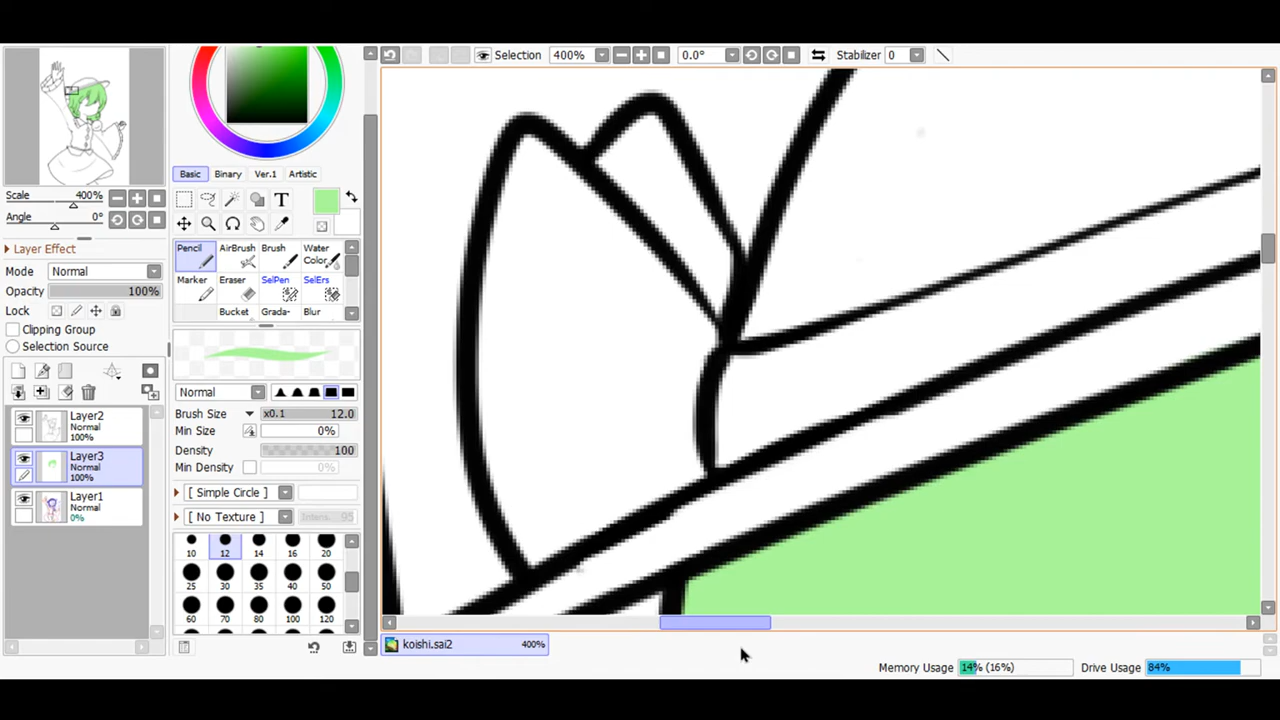 Selection 400% 0.0° Stabilizer 0
Basic Binary Ver.1 Artistic
Scale 400%
Angle 0°
T
Layer Effect
Mode Normal
Opacity 100%
Lock
Clipping Group
Selection Source
Pencil AirBrush Brush Water Color
Marker Eraser SelPen SelErs
Bucket Grada- Blur
Normal
Brush Size x0.1 12.0
Min Size 0%
Density 100
Min Density 0%
[ Simple Circle ]
[ No Texture ] Intens. 95
10 12 14 16 20
25 30 35 40 50
60 70 80 100 120
Layer2
Normal
100%
Layer3
Normal
100%
Layer1
Normal
0%
koishi.sai2 400%
Memory Usage 14% (16%) Drive Usage 84%